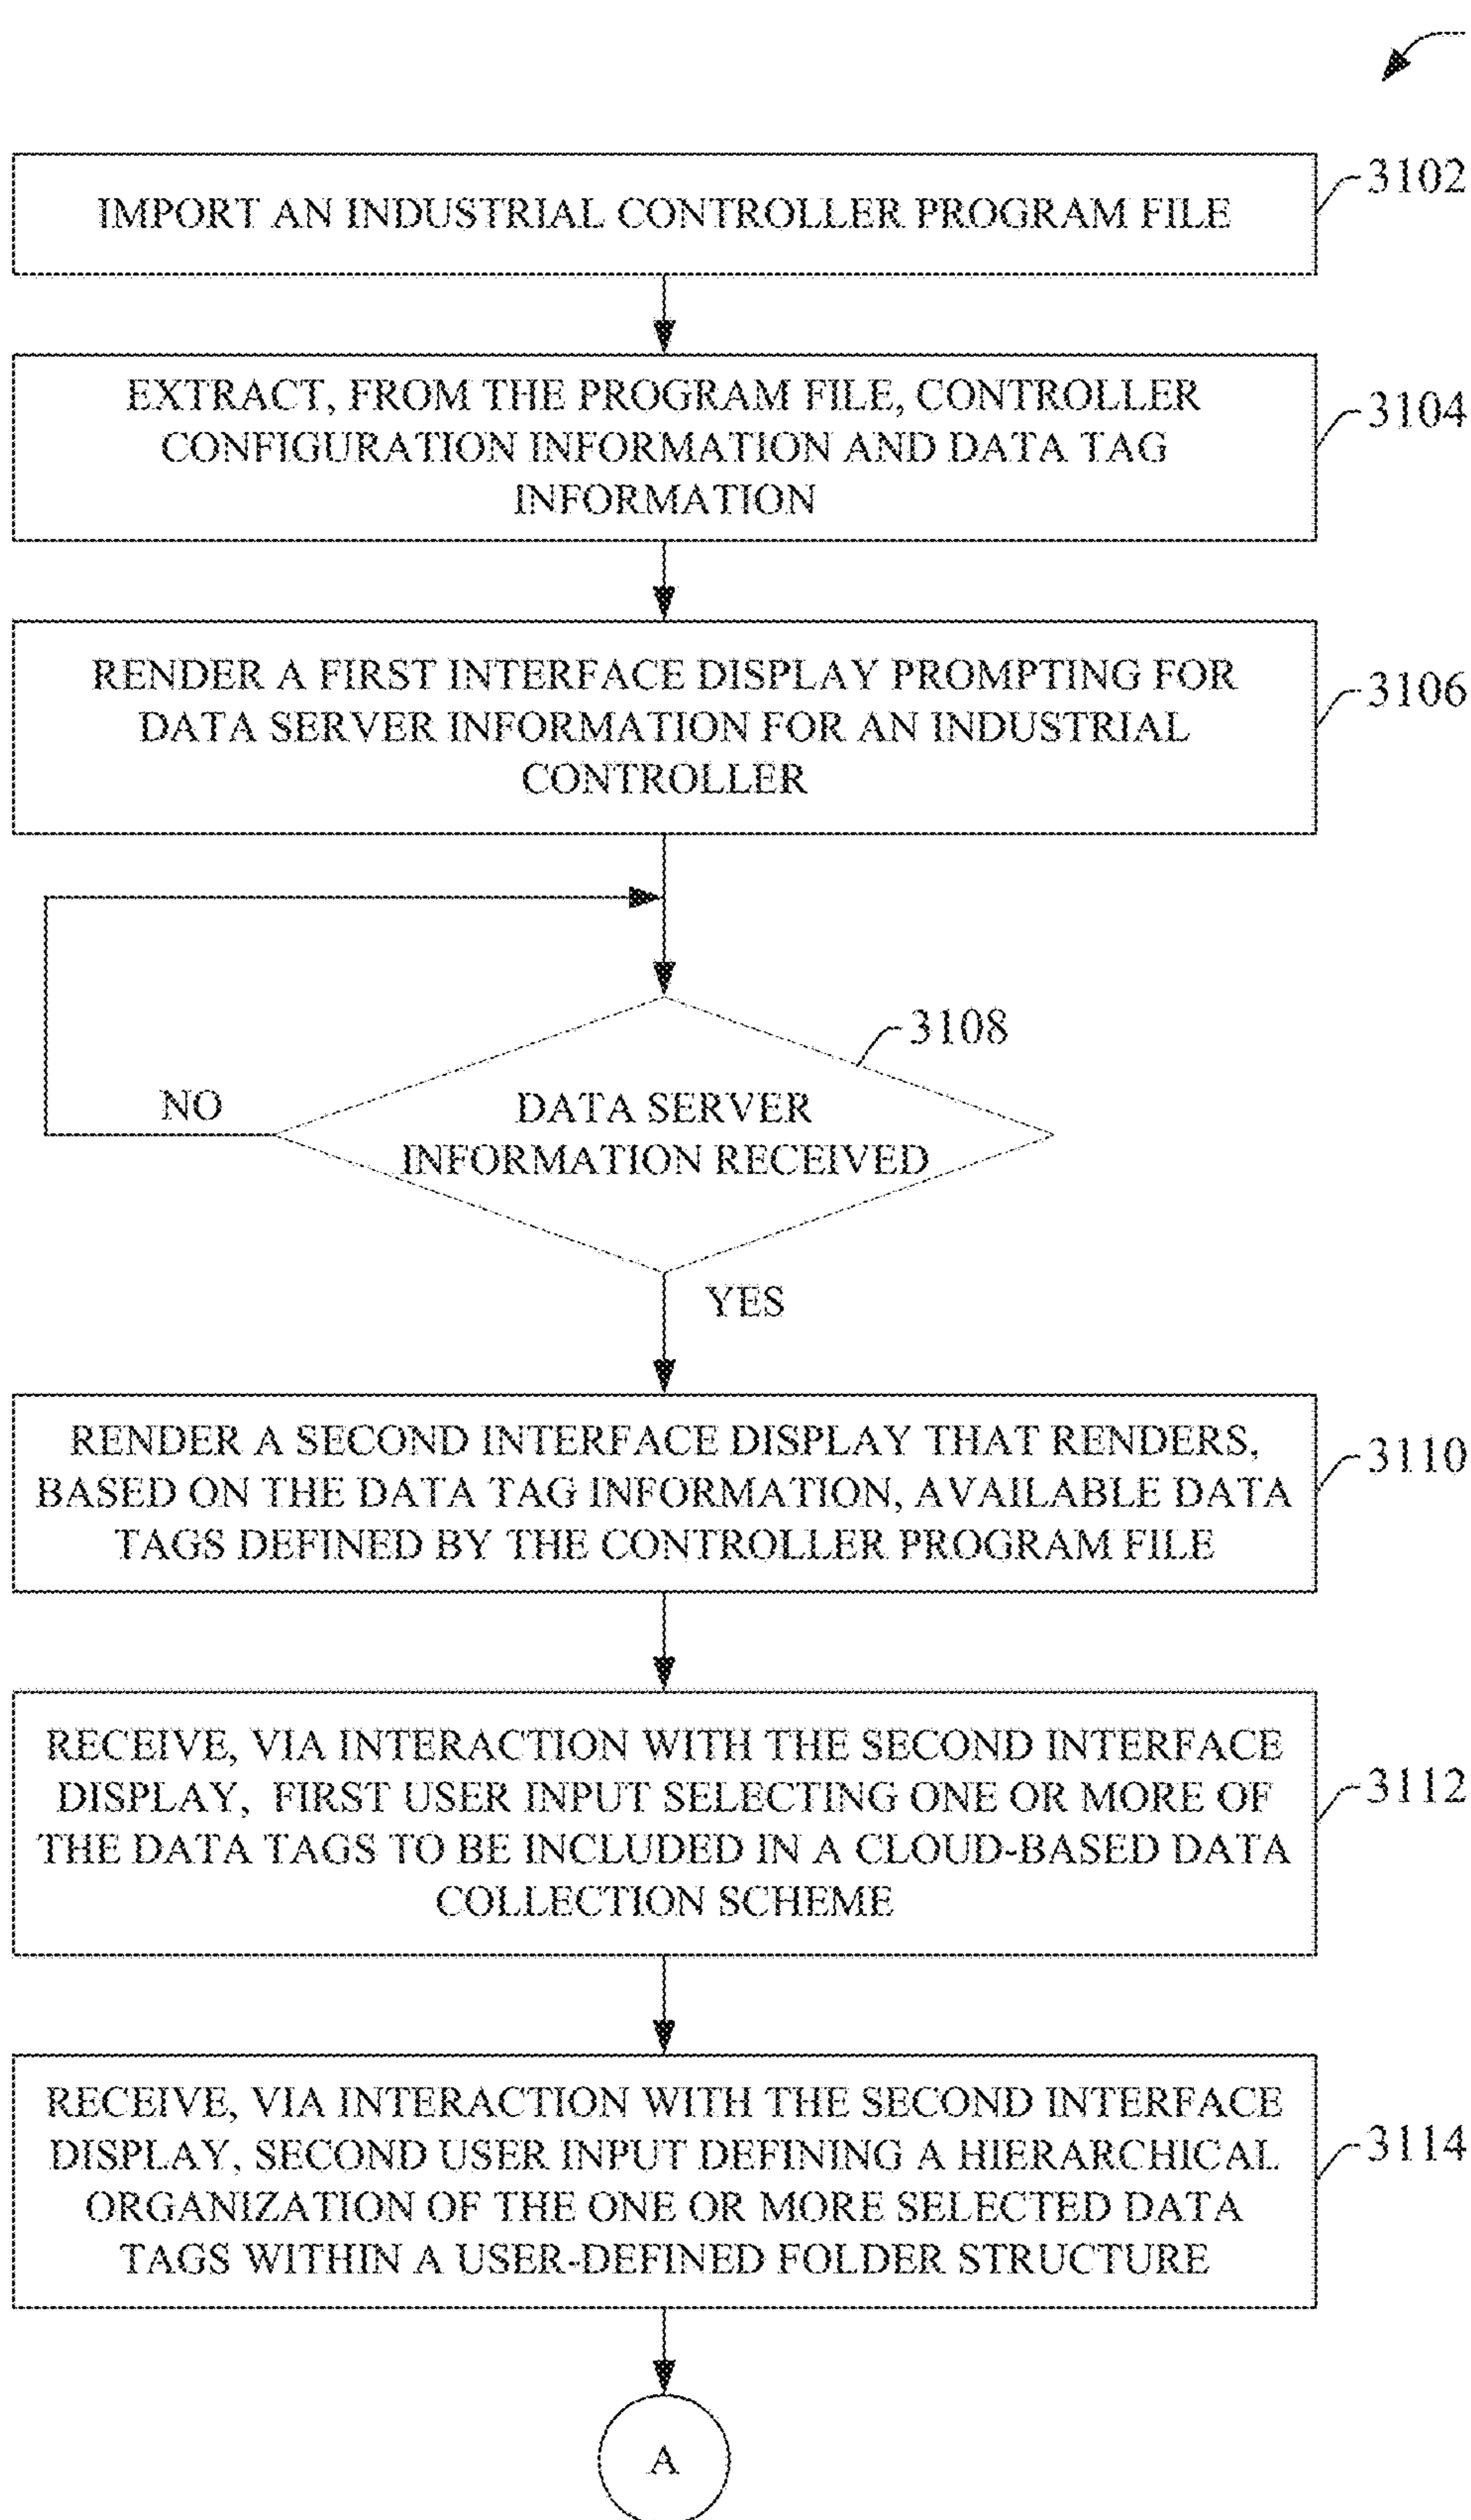 3102
IMPORT AN INDUSTRIAL CONTROLLER PROGRAM FILE
EXTRACT, FROM THE PROGRAM FILE, CONTROLLER
CONFIGURATION INFORMATION AND DATA TAG
INFORMATION
3104
RENDER A FIRST INTERFACE DISPLAY PROMPTING FOR
DATA SERVER INFORMATION FOR AN INDUSTRIAL
CONTROLLER
3106
3108
NO
DATA SERVER
INFORMATION RECEIVED
YES
RENDER A SECOND INTERFACE DISPLAY THAT RENDERS,
BASED ON THE DATA TAG INFORMATION, AVAILABLE DATA
TAGS DEFINED BY THE CONTROLLER PROGRAM FILE
3110
RECEIVE, VIA INTERACTION WITH THE SECOND INTERFACE
DISPLAY, FIRST USER INPUT SELECTING ONE OR MORE OF
THE DATA TAGS TO BE INCLUDED IN A CLOUD-BASED DATA
COLLECTION SCHEME
3112
RECEIVE, VIA INTERACTION WITH THE SECOND INTERFACE
DISPLAY, SECOND USER INPUT DEFINING A HIERARCHICAL
ORGANIZATION OF THE ONE OR MORE SELECTED DATA
TAGS WITHIN A USER-DEFINED FOLDER STRUCTURE
3114
A